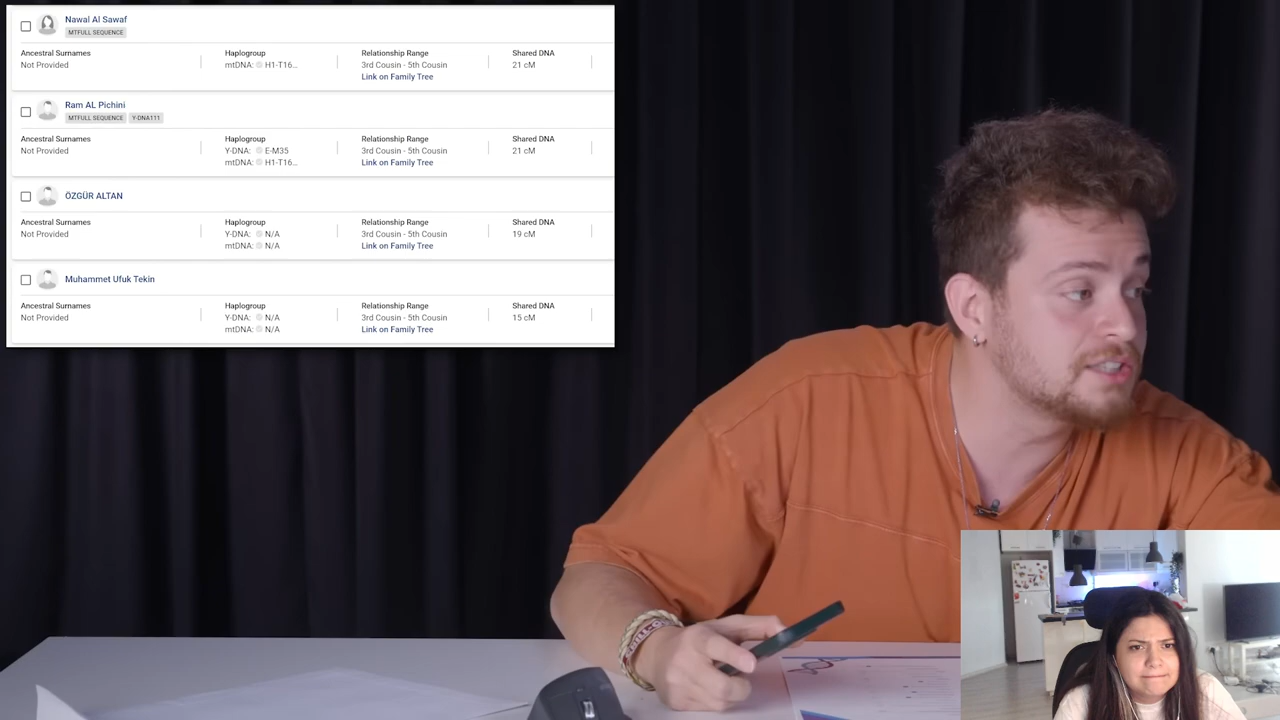 Nawal Al Sawaf
MTFULL SEQUENCE
Ancestral Surnames
Haplogroup
Relationship Range
Shared DNA
Not Provided
mtDNA: H1-T16...
3rd Cousin - 5th Cousin
21 cM
Link on Family Tree
Ram AL Pichini
MTFULL SEQUENCE Y-DNA111
Ancestral Surnames
Haplogroup
Relationship Range
Shared DNA
Not Provided
Y-DNA: E-M35
3rd Cousin - 5th Cousin
21 cM
mtDNA: H1-T16...
Link on Family Tree
ÖZGÜR ALTAN
Ancestral Surnames
Haplogroup
Relationship Range
Shared DNA
Not Provided
Y-DNA: N/A
3rd Cousin - 5th Cousin
19 cM
mtDNA: N/A
Link on Family Tree
Muhammet Ufuk Tekin
Ancestral Surnames
Haplogroup
Relationship Range
Shared DNA
Not Provided
Y-DNA: N/A
3rd Cousin - 5th Cousin
15 cM
mtDNA: N/A
Link on Family Tree